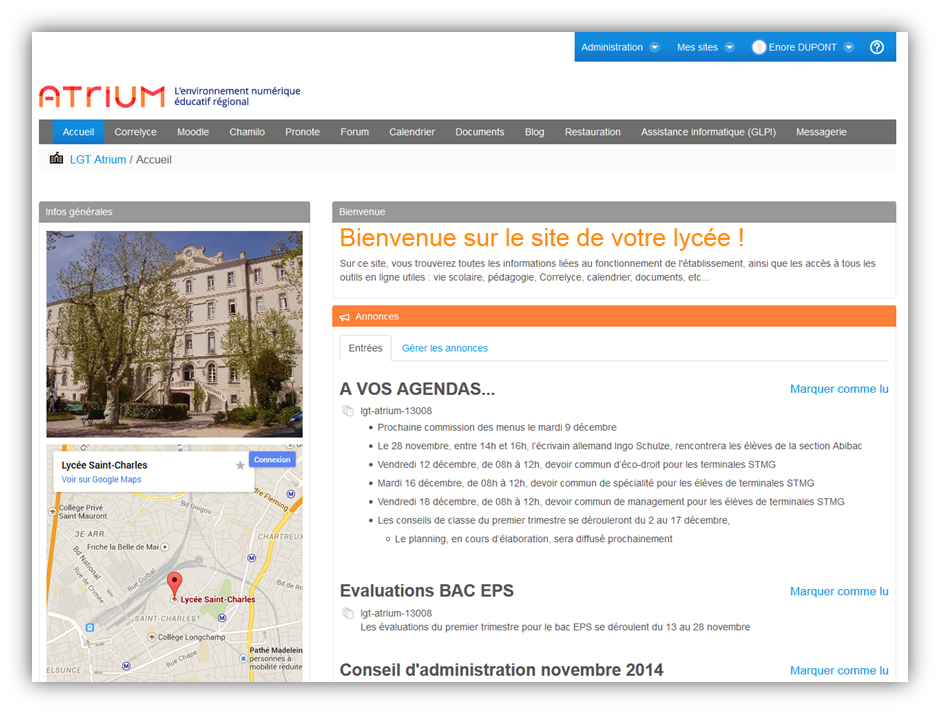 Administration
Mes sites
Enore DUPONT
ATRIUM
L'environnement numérique
éducatif régional
Accueil
Correlyce
Moodle
Chamilo
Pronote
Forum
Calendrier
Documents
Blog
Restauration
Assistance informatique (GLPI)
Messagerie
LGT Atrium / Accueil
Infos générales
Lycée Saint-Charles
Connexion
Voir sur Google Maps
Collège Privé
Saint Mauront
Bd Guigou
3E ARR.
Friche la Belle de Mai
CHARTREUX
Bd National
Rue de Crimée
Rue Guibal
Lycée Saint-Charles
SAINT-CHARLES
Collège Longchamp
Rue Chape
Pathé Madelein
personnes à
mobilité réduite
ELSUNCE
Bienvenue
Bienvenue sur le site de votre lycée !
Sur ce site, vous trouverez toutes les informations liées au fonctionnement de l'établissement, ainsi que les accès à tous les
outils en ligne utiles : vie scolaire, pédagogie, Correlyce, calendrier, documents, etc...
Annonces
Entrées
Gérer les annonces
A VOS AGENDAS...
Marquer comme lu
lgt-atrium-13008
Prochaine commission des menus le mardi 9 décembre
Le 28 novembre, entre 14h et 16h, l'écrivain allemand Ingo Schulze, rencontrera les élèves de la section Abibac
Vendredi 12 décembre, de 08h à 12h, devoir commun d'éco-droit pour les terminales STMG
Mardi 16 décembre, de 08h à 12h, devoir commun de spécialité pour les élèves de terminales STMG
Vendredi 18 décembre, de 08h à 12h, devoir commun de management pour les élèves de terminales STMG
Les conseils de classe du premier trimestre se dérouleront du 2 au 17 décembre,
Le planning, en cours d'élaboration, sera diffusé prochainement
Evaluations BAC EPS
Marquer comme lu
lgt-atrium-13008
Les évaluations du premier trimestre pour le bac EPS se déroulent du 13 au 28 novembre
Conseil d'administration novembre 2014
Marquer comme lu